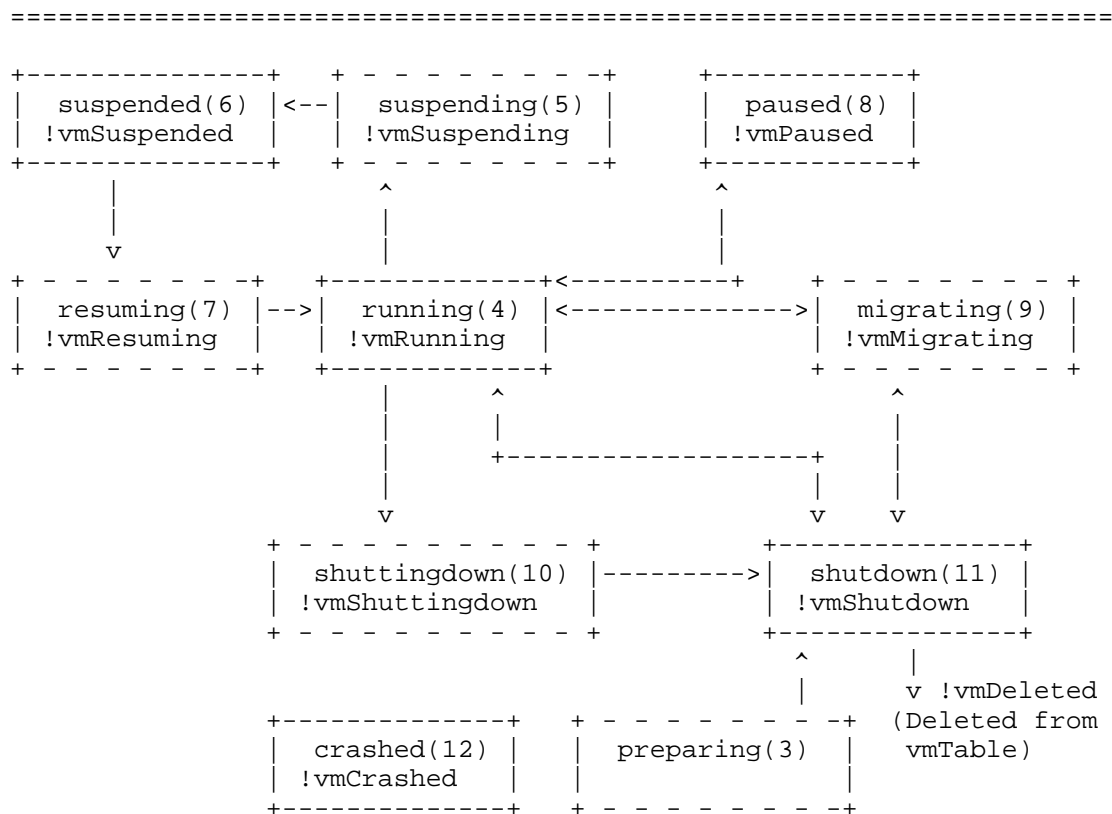 ======================================================================
suspended(6) suspending(5) paused(8)
!vmSuspended !vmSuspending !vmPaused
resuming(7) running(4) migrating(9)
!vmResuming !vmRunning !vmMigrating
shuttingdown(10) shutdown(11)
!vmShuttingdown !vmShutdown
v !vmDeleted
(Deleted from
crashed(12) preparing(3) vmTable)
!vmCrashed